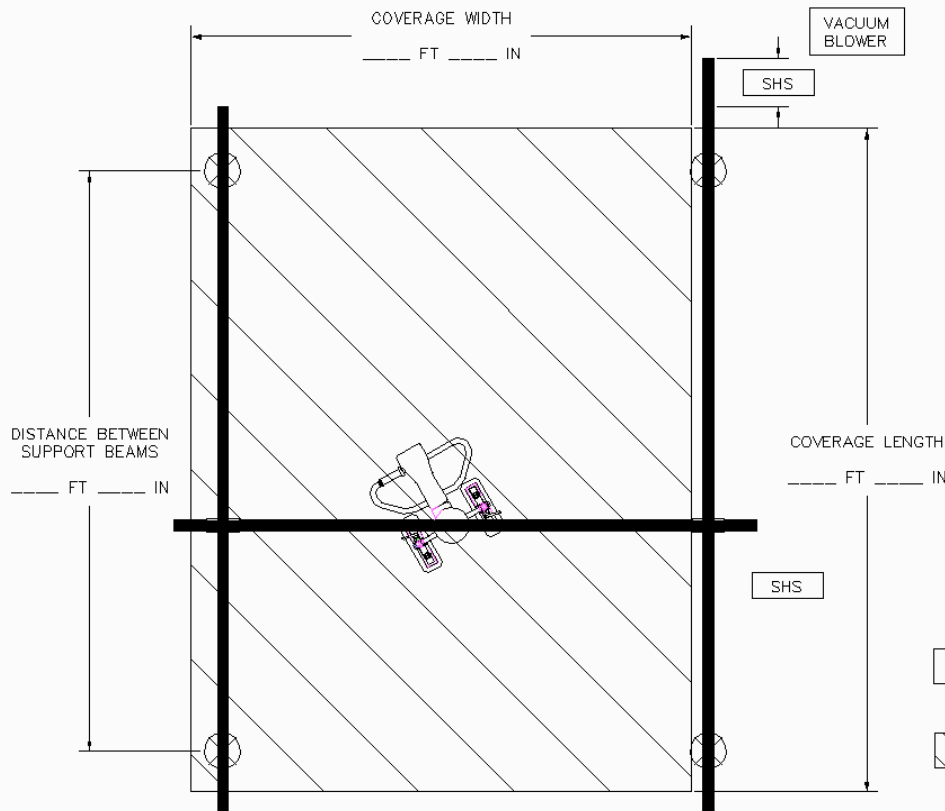 COVERAGE WIDTH
____ FT ____ IN
VACUUM
BLOWER
SHS
DISTANCE BETWEEN
SUPPORT BEAMS
____ FT ____ IN
COVERAGE LENGTH
____ FT ____ IN
SHS